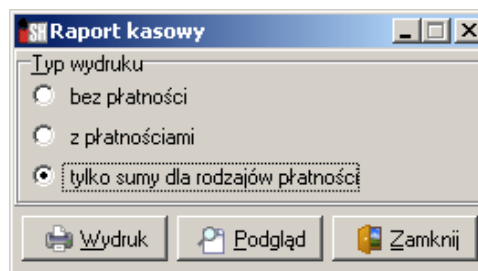 SH Raport kasowy
Typ wydruku
bez płatności
z płatnościami
tylko sumy dla rodzajów płatności
Wydruk Podgląd Zamknij